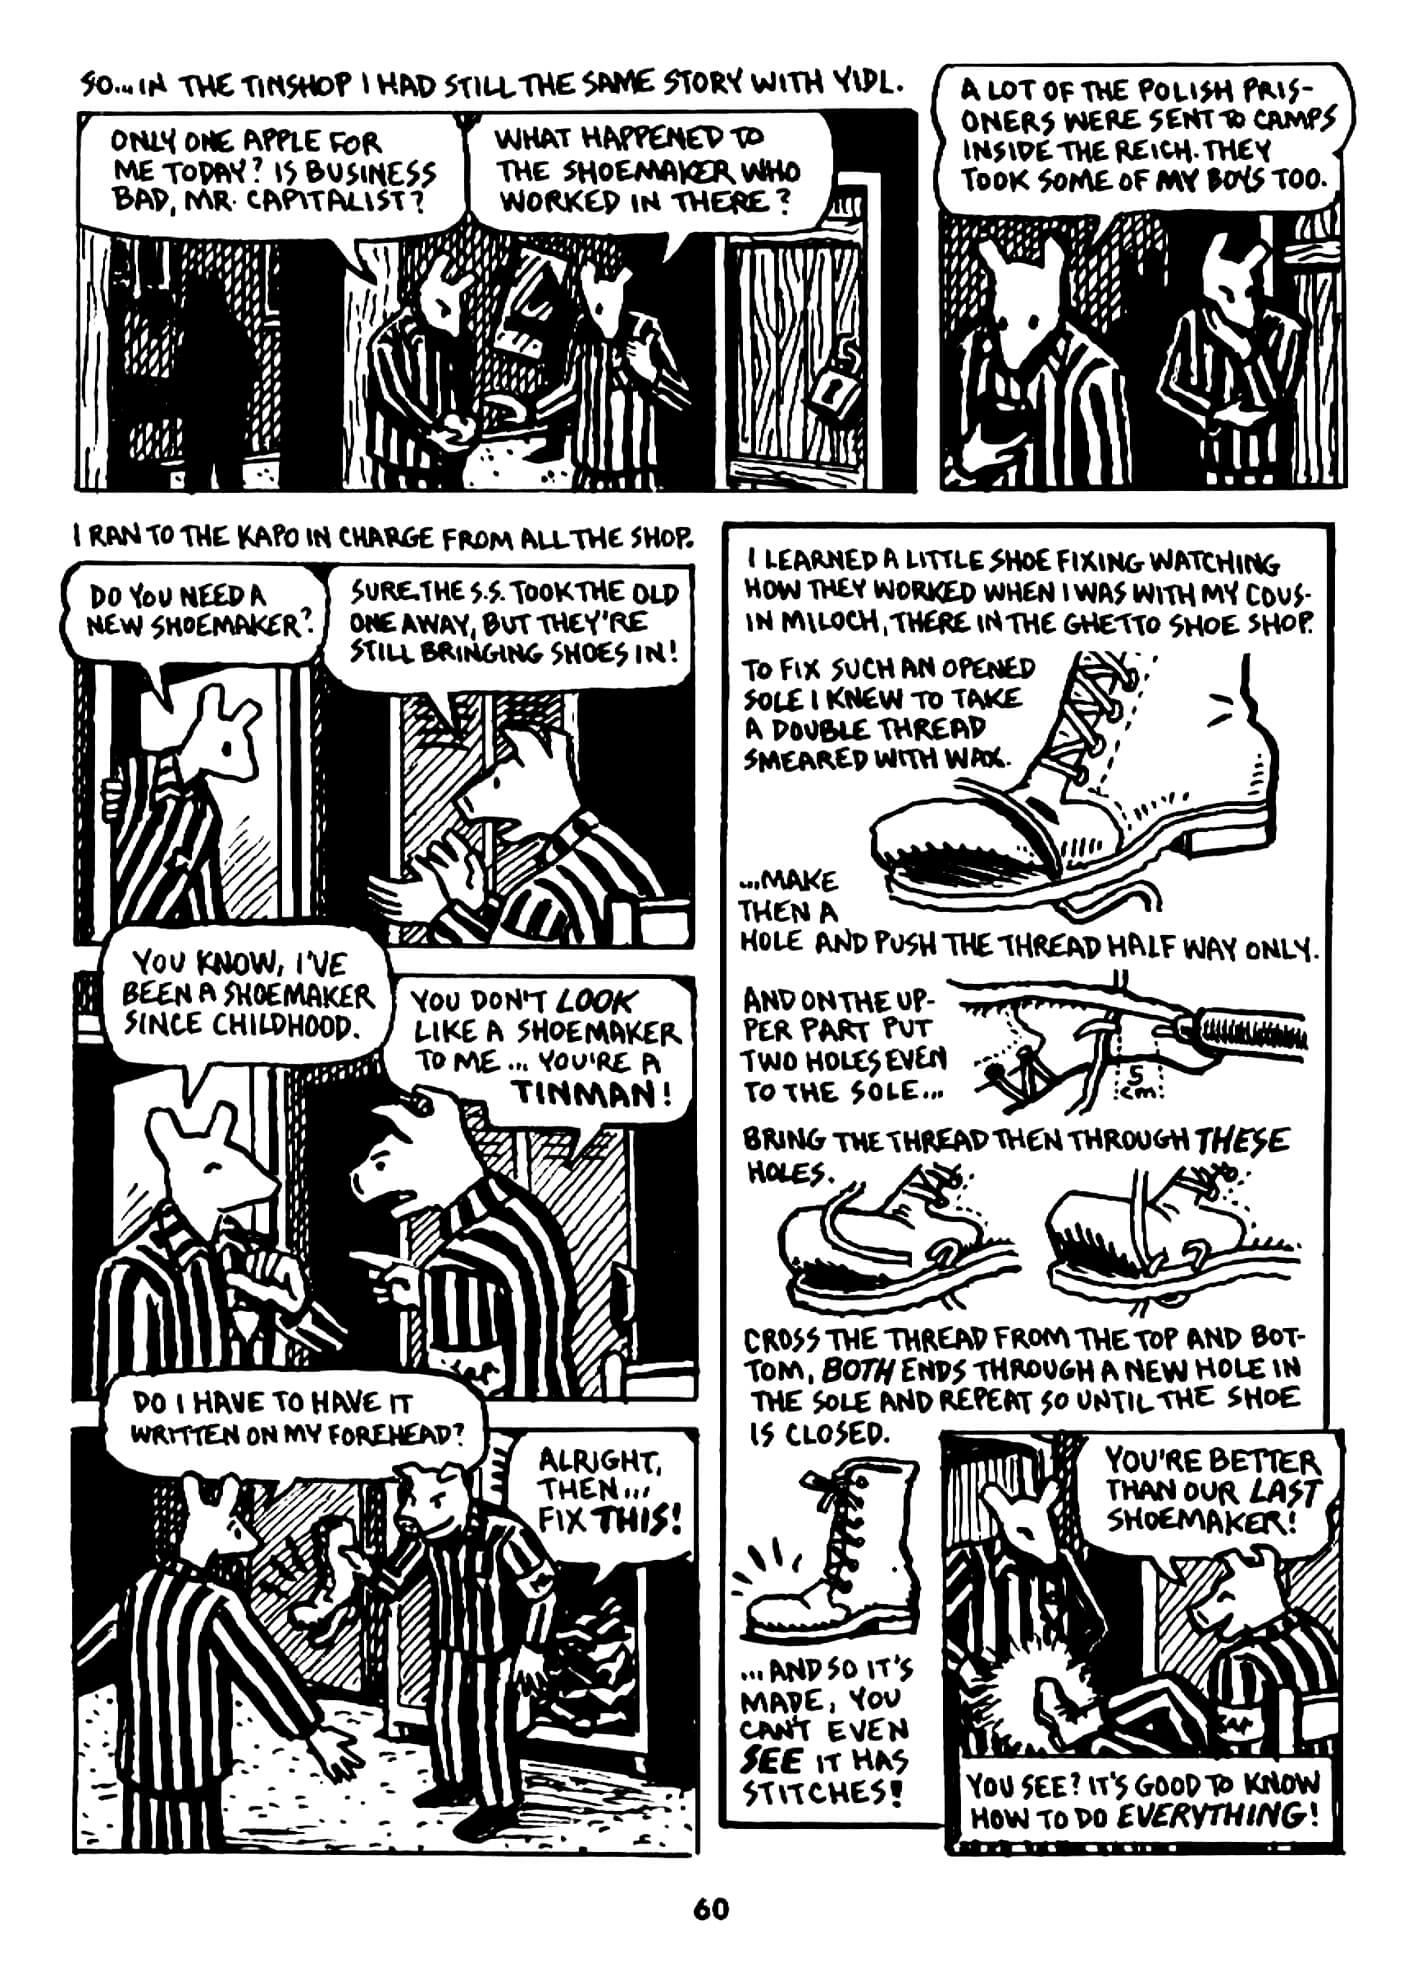 SO...IN THE TINSHOP I HAD STILL THE SAME STORY WITH YIDL.
ONLY ONE APPLE FOR
ME TODAY? IS BUSINESS
BAD, MR. CAPITALIST?
WHAT HAPPENED TO
THE SHOEMAKER WHO
WORKED IN THERE?
A LOT OF THE POLISH PRIS-
ONERS WERE SENT TO CAMPS
INSIDE THE REICH. THEY
TOOK SOME OF MY BOYS TOO.
I RAN TO THE KAPO IN CHARGE FROM ALL THE SHOP.
DO YOU NEED A
NEW SHOEMAKER?
SURE. THE S.S. TOOK THE OLD
ONE AWAY, BUT THEY'RE
STILL BRINGING SHOES IN!
YOU KNOW, I'VE
BEEN A SHOEMAKER
SINCE CHILDHOOD.
YOU DON'T LOOK
LIKE A SHOEMAKER
TO ME... YOU'RE A
TINMAN!
DO I HAVE TO HAVE IT
WRITTEN ON MY FOREHEAD?
ALRIGHT,
THEN...
FIX THIS!
I LEARNED A LITTLE SHOE FIXING WATCHING
HOW THEY WORKED WHEN I WAS WITH MY COUS-
IN MILOCH, THERE IN THE GHETTO SHOE SHOP.
TO FIX SUCH AN OPENED
SOLE I KNEW TO TAKE
A DOUBLE THREAD
SMEARED WITH WAX.
...MAKE
THEN A
HOLE AND PUSH THE THREAD HALF WAY ONLY.
AND ON THE UP-
PER PART PUT
TWO HOLES EVEN
TO THE SOLE...
5
cm.
BRING THE THREAD THEN THROUGH THESE
HOLES.
CROSS THE THREAD FROM THE TOP AND BOT-
TOM, BOTH ENDS THROUGH A NEW HOLE IN
THE SOLE AND REPEAT SO UNTIL THE SHOE
IS CLOSED.
...AND SO IT'S
MADE, YOU
CAN'T EVEN
SEE IT HAS
STITCHES!
YOU'RE BETTER
THAN OUR LAST
SHOEMAKER!
YOU SEE? IT'S GOOD TO KNOW
HOW TO DO EVERYTHING!
60